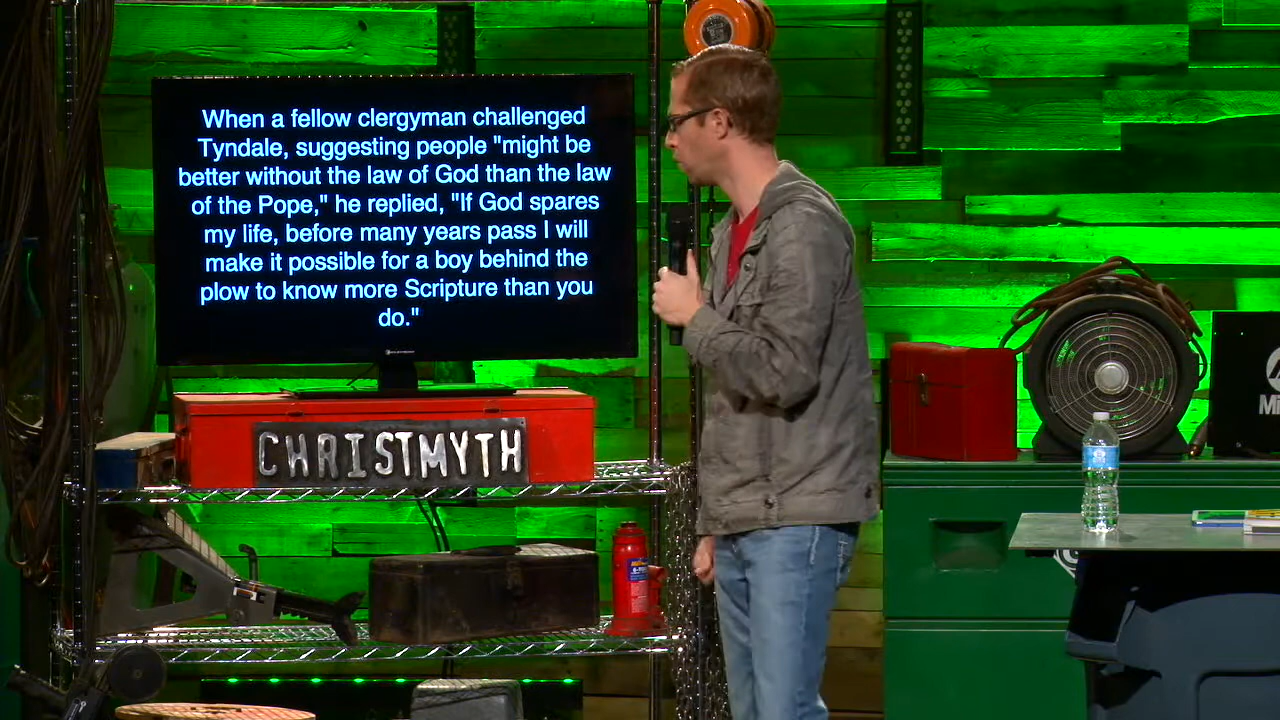 When a fellow clergyman challenged
Tyndale, suggesting people "might be
better without the law of God than the law
of the Pope," he replied, "If God spares
my life, before many years pass I will
make it possible for a boy behind the
plow to know more Scripture than you
do."
CHRISTMYTH